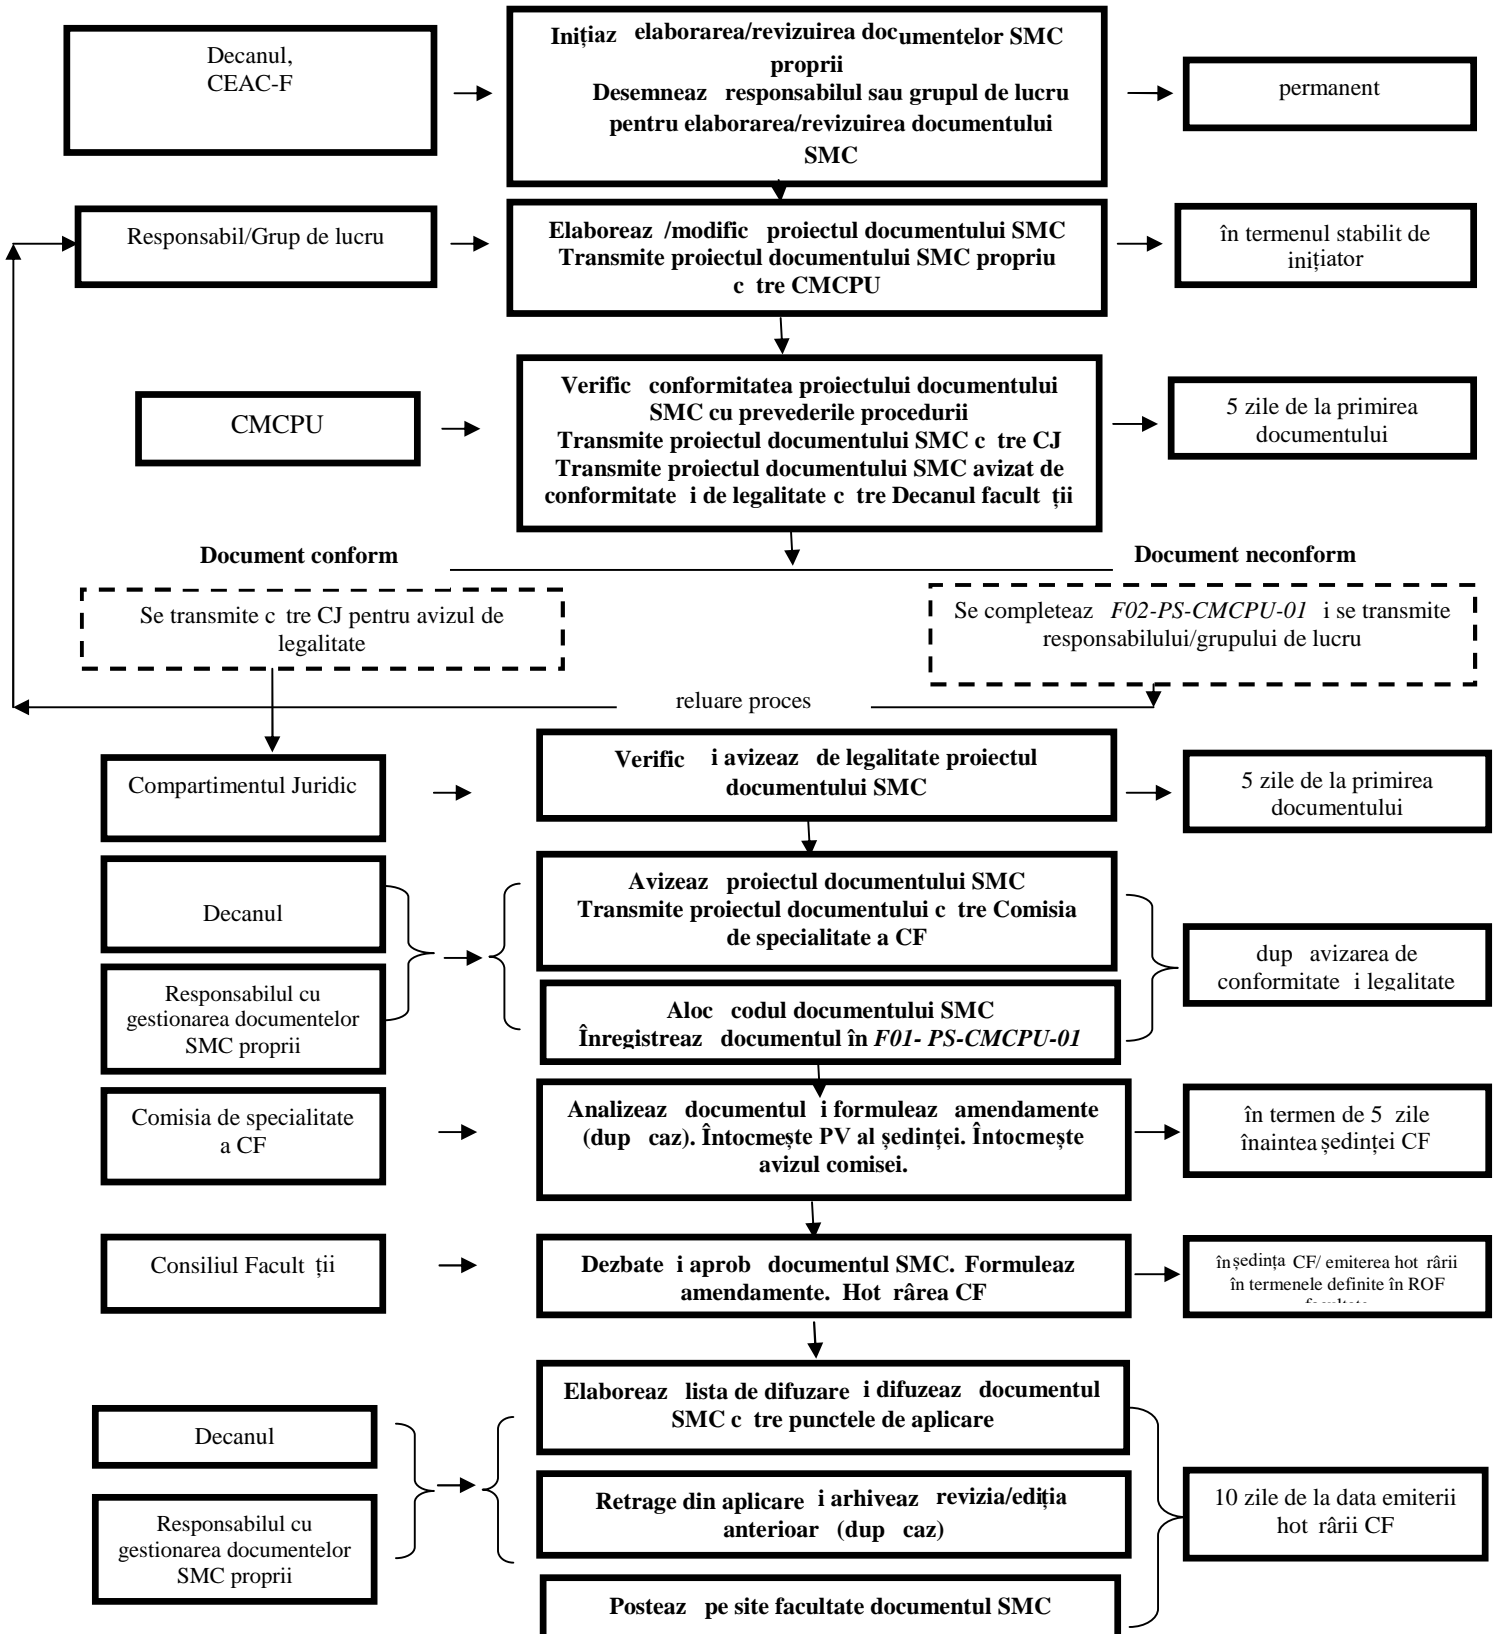 Decanul,
CEAC-F
Inițiaz elaborarea/revizuirea documentelor SMC
proprii
Desemneaz responsabilul sau grupul de lucru
pentru elaborarea/revizuirea documentului
SMC
permanent
Responsabil/Grup de lucru
Elaboreaz /modific proiectul documentului SMC
Transmite proiectul documentului SMC propriu
c tre CMCPU
în termenul stabilit de
inițiator
CMCPU
Verific conformitatea proiectului documentului
SMC cu prevederile procedurii
Transmite proiectul documentului SMC c tre CJ
Transmite proiectul documentului SMC avizat de
conformitate i de legalitate c tre Decanul facult ții
5 zile de la primirea
documentului
Document conform
Document neconform
Se transmite c tre CJ pentru avizul de
legalitate
Se completeaz F02-PS-CMCPU-01 i se transmite
responsabilului/grupului de lucru
reluare proces
Compartimentul Juridic
Verific i avizeaz de legalitate proiectul
documentului SMC
5 zile de la primirea
documentului
Decanul
Avizeaz proiectul documentului SMC
Transmite proiectul documentului c tre Comisia
de specialitate a CF
Responsabilul cu
gestionarea documentelor
SMC proprii
Aloc codul documentului SMC
Înregistreaz documentul în F01- PS-CMCPU-01
dup avizarea de
conformitate i legalitate
Comisia de specialitate
a CF
Analizeaz documentul i formuleaz amendamente
(dup caz). Întocmește PV al ședinței. Întocmește
avizul comisei.
în termen de 5 zile
înaintea ședinței CF
Consiliul Facult ții
Dezbate i aprob documentul SMC. Formuleaz
amendamente. Hot rârea CF
în ședința CF/ emiterea hot rârii
în termenele definite în ROF
Decanul
Responsabilul cu
gestionarea documentelor
SMC proprii
Elaboreaz lista de difuzare i difuzeaz documentul
SMC c tre punctele de aplicare
Retrage din aplicare i arhiveaz revizia/ediția
anterioar (dup caz)
Posteaz pe site facultate documentul SMC
10 zile de la data emiterii
hot rârii CF